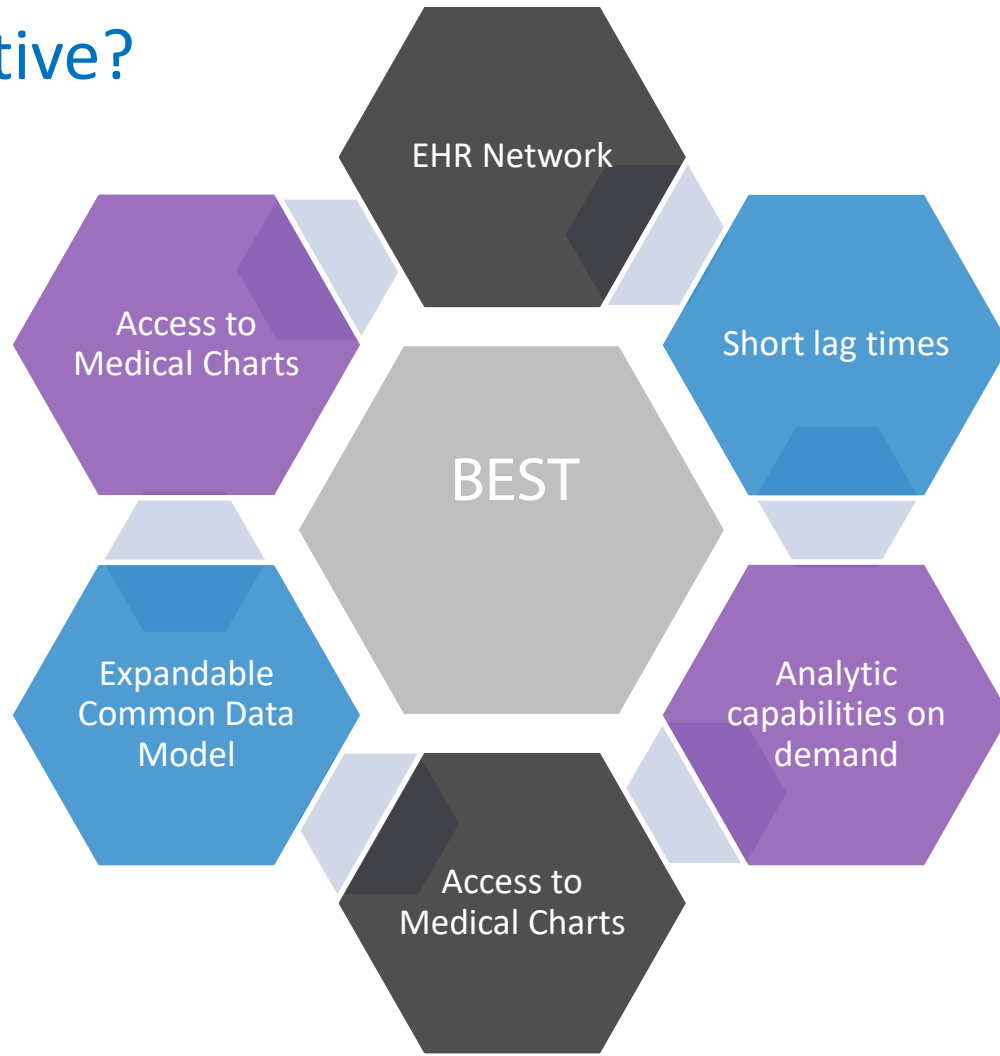 tive?
EHR Network
Short lag times
Access to
Medical Charts
BEST
Analytic
capabilities on
demand
Expandable
Common Data
Model
Access to
Medical Charts